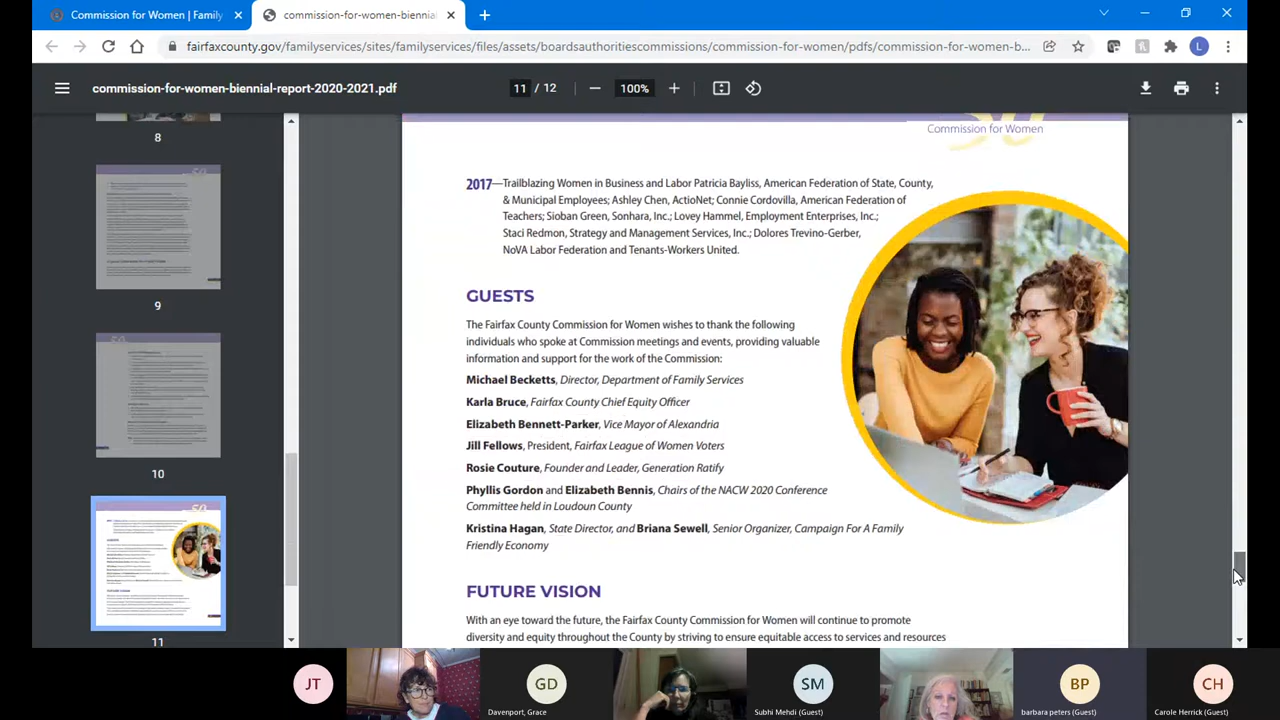 Commission for Women | Family
commission-for-women-biennial
L
fairfaxcounty.gov/familyservices/sites/familyservices/files/assets/boardsauthoritiescommissions/commission-for-women/pdfs/commission-for-women-b...
commission-for-women-biennial-report-2020-2021.pdf
11 / 12
100%
8
9
10
11
50
Commission for Women
2017—Trailblazing Women in Business and Labor Patricia Bayliss, American Federation of State, County,
& Municipal Employees; Ashley Chen, ActioNet; Connie Cordovilla, American Federation of
Teachers; Sioban Green, Sonhara, Inc.; Lovey Hammel, Employment Enterprises, Inc.;
Staci Redmon, Strategy and Management Services, Inc.; Dolores Trevino-Gerber,
NoVA Labor Federation and Tenants-Workers United.
GUESTS
The Fairfax County Commission for Women wishes to thank the following
individuals who spoke at Commission meetings and events, providing valuable
information and support for the work of the Commission:
Michael Becketts, Director, Department of Family Services
Karla Bruce, Fairfax County Chief Equity Officer
Elizabeth Bennett-Parker, Vice Mayor of Alexandria
Jill Fellows, President, Fairfax League of Women Voters
Rosie Couture, Founder and Leader, Generation Ratify
Phyllis Gordon and Elizabeth Bennis, Chairs of the NACW 2020 Conference
Committee held in Loudoun County
Kristina Hagan, State Director, and Briana Sewell, Senior Organizer, Campaign For A Family
Friendly Economy
FUTURE VISION
With an eye toward the future, the Fairfax County Commission for Women will continue to promote
diversity and equity throughout the County by striving to ensure equitable access to services and resources
JT
GD
Davenport, Grace
SM
Subhi Mehdi (Guest)
BP
barbara peters (Guest)
CH
Carole Herrick (Guest)